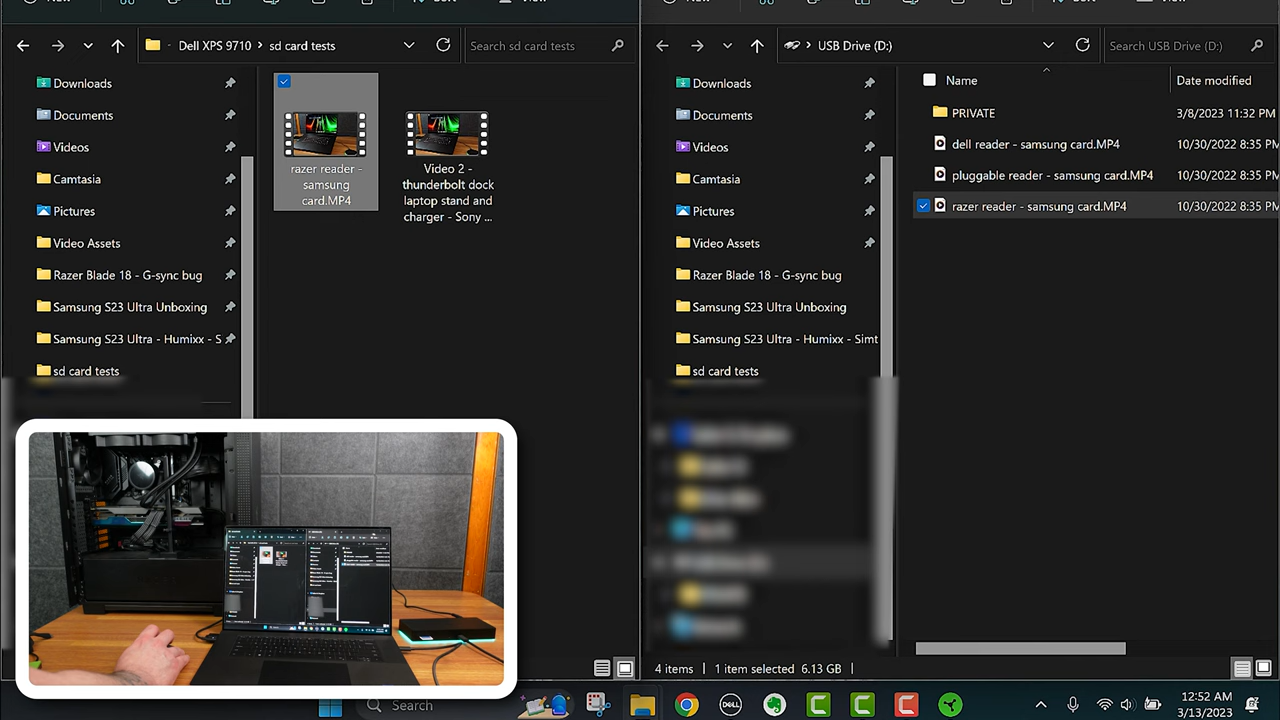 Dell XPS 9710 > sd card tests
Search sd card tests
USB Drive (D:)
Search USB Drive (D:)
Downloads
Documents
Videos
Camtasia
Pictures
Video Assets
Razer Blade 18 - G-sync bug
Samsung S23 Ultra Unboxing
Samsung S23 Ultra - Humixx - S
sd card tests
razer reader -
samsung
card.MP4
Video 2 -
thunderbolt dock
laptop stand and
charger - Sony ...
Downloads
Documents
Videos
Camtasia
Pictures
Video Assets
Razer Blade 18 - G-sync bug
Samsung S23 Ultra Unboxing
Samsung S23 Ultra - Humixx - Simt
sd card tests
Name
Date modified
PRIVATE
3/8/2023 11:32 PM
dell reader - samsung card.MP4
10/30/2022 8:35 PM
pluggable reader - samsung card.MP4
10/30/2022 8:35 PM
razer reader - samsung card.MP4
10/30/2022 8:35 PM
4 items
1 item selected 6.13 GB
Search
DELL
12:52 AM
3/13/2023